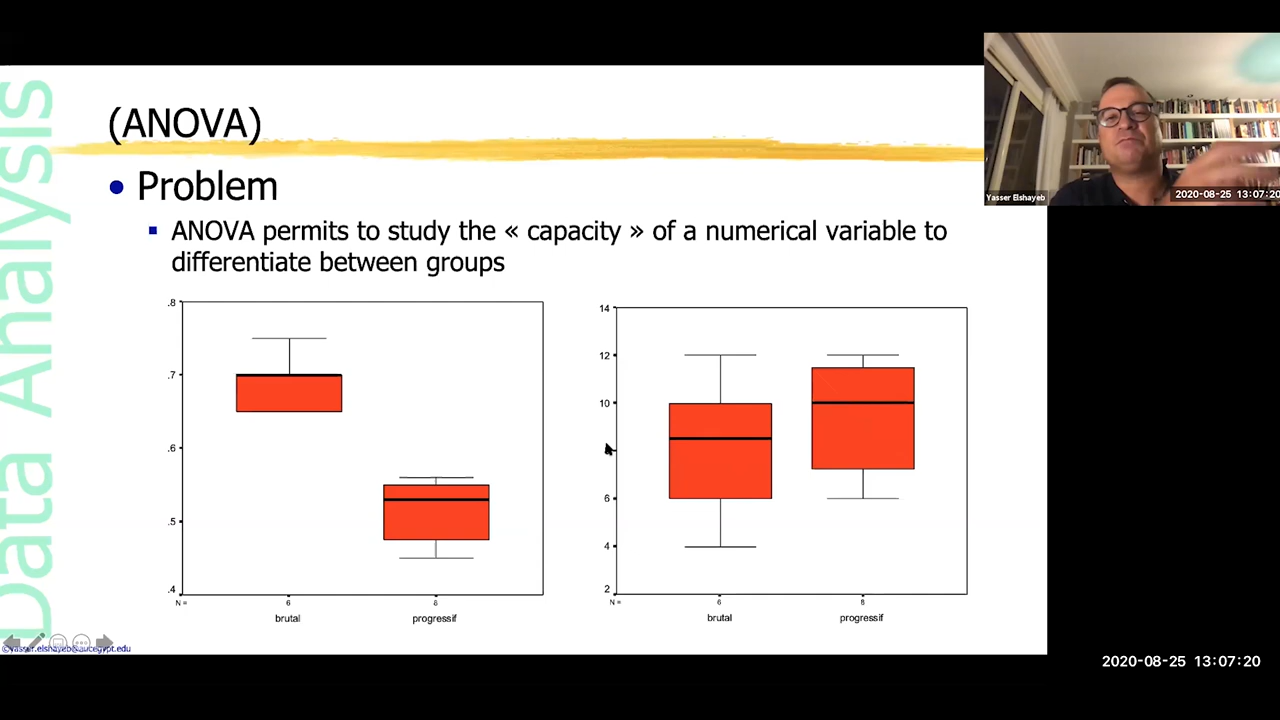 Data Analysis
(ANOVA)
• Problem
▪ ANOVA permits to study the « capacity » of a numerical variable to
differentiate between groups
.8
.7
.6
.5
.4
N =
6
8
brutal
progressif
14
12
10
6
4
2
N =
6
8
brutal
progressif
©yasser.elshayeb@aucegypt.edu
Yasser Elshayeb
2020-08-25 13:07:20
2020-08-25 13:07:20